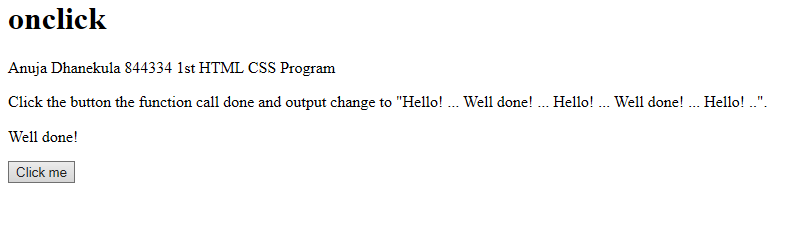 onclick
Anuja Dhanekula 844334 1st HTML CSS Program
Click the button the function call done and output change to "Hello! ... Well done! ... Hello! ... Well done! ... Hello! ..".
Well done!
Click me